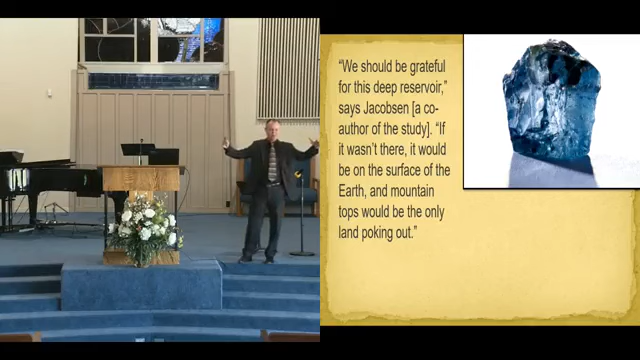 “We should be grateful
for this deep reservoir,”
says Jacobsen [a co-
author of the study]. “If
it wasn’t there, it would
be on the surface of the
Earth, and mountain
tops would be the only
land poking out.”